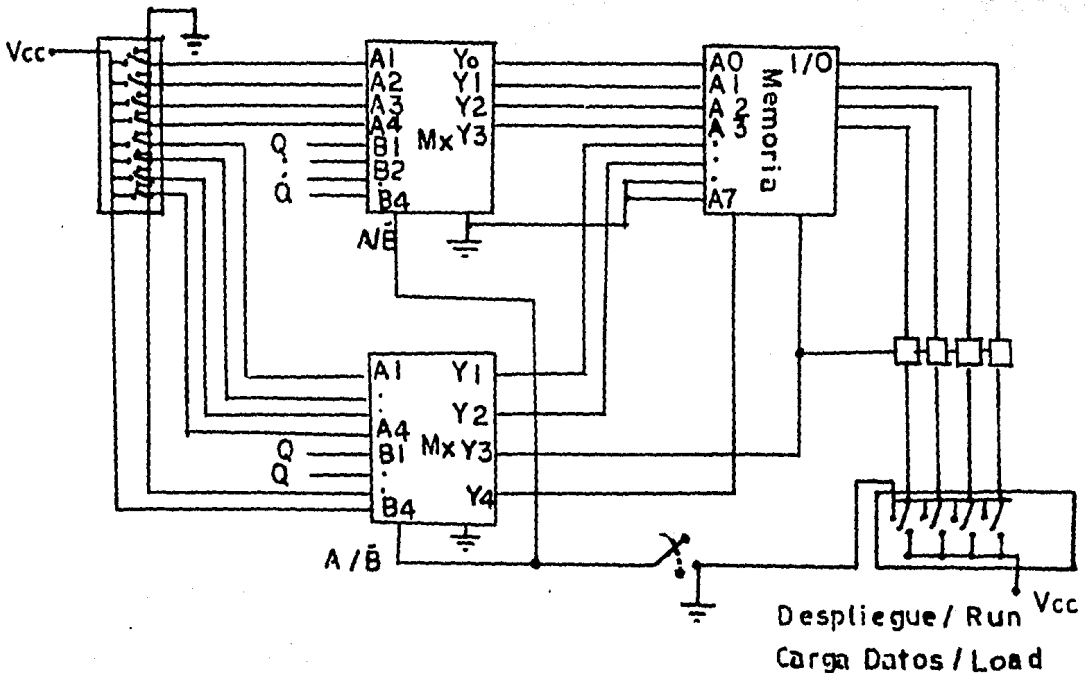 Vcc
A1
A2
A3
A4
B1
B2
B4
Mx
Y0
Y1
Y2
Y3
Q
Q
A/B̄
A0
A1
A2
A3
A7
I/O
Memoria
A1
A4
B1
B4
Mx
Y1
Y2
Y3
Y4
Q
Q
A/B̄
Vcc
Despliegue/ Run
Carga Datos/Load